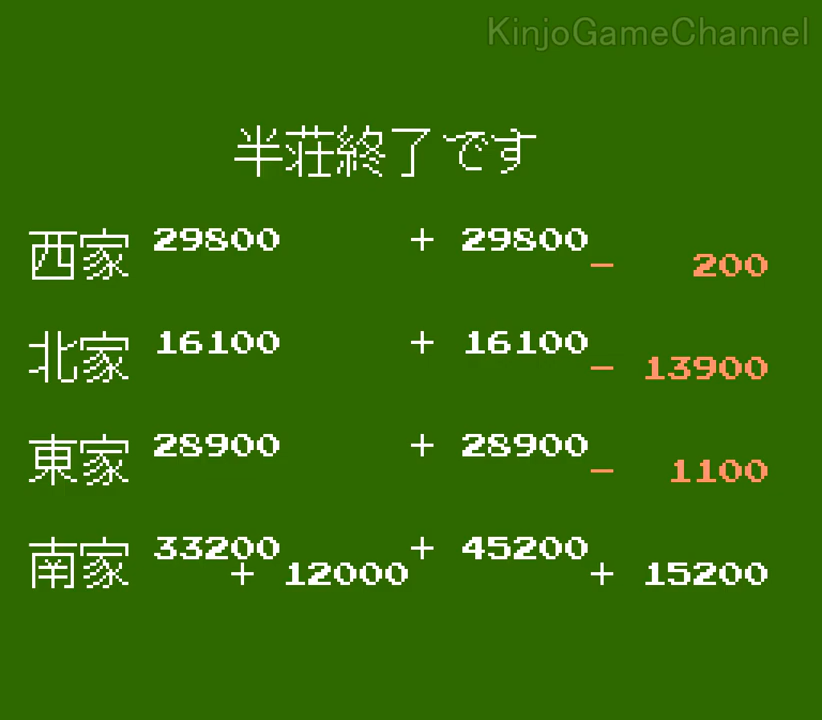 KinjoGameChannel
半荘終了です
西家 29800 + 29800
− 200
北家 16100 + 16100
− 13900
東家 28900 + 28900
− 1100
南家 33200 + 45200
+ 12000 + 15200